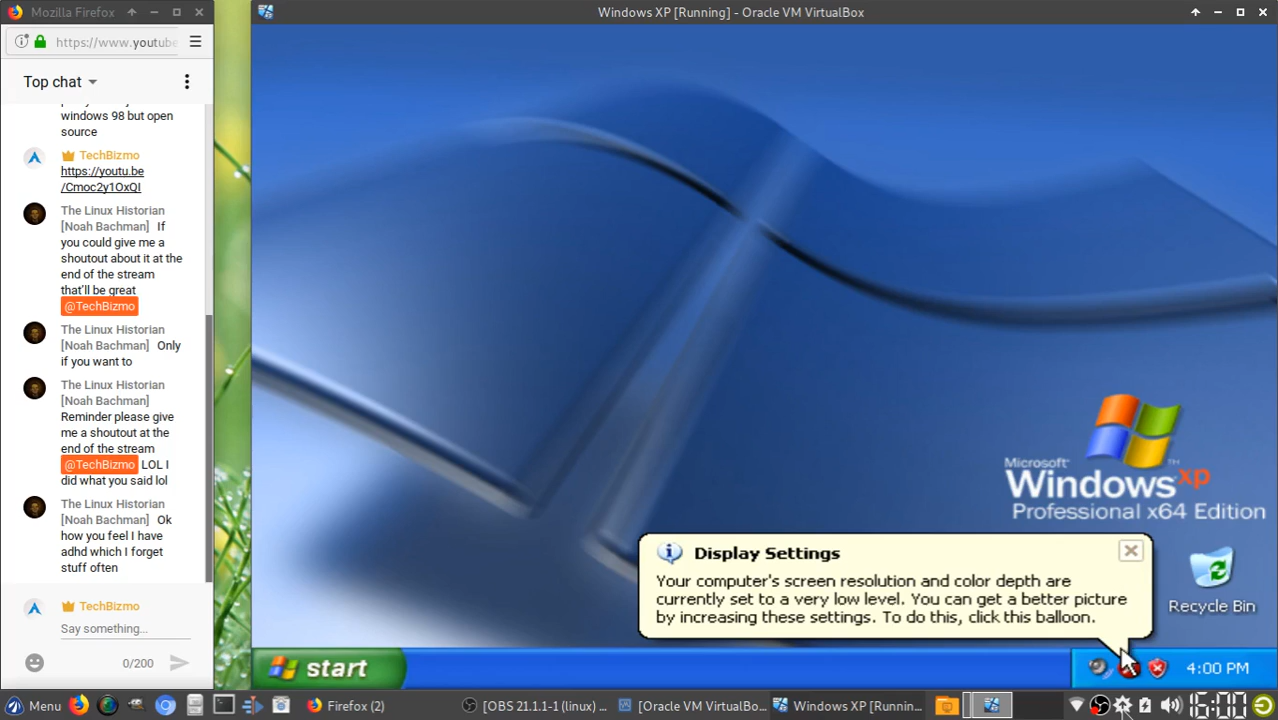 Mozilla Firefox
https://www.youtub
Top chat
windows 98 but open
source
TechBizmo
https://youtu.be
/Cmoc2y1OxQI
The Linux Historian
[Noah Bachman] If
you could give me a
shoutout about it at the
end of the stream
that'll be great
@TechBizmo
The Linux Historian
[Noah Bachman] Only
if you want to
The Linux Historian
[Noah Bachman]
Reminder please give
me a shoutout at the
end of the stream
@TechBizmo LOL I
did what you said lol
The Linux Historian
[Noah Bachman] Ok
how you feel I have
adhd which I forget
stuff often
TechBizmo
Say something...
0/200
Windows XP [Running] - Oracle VM VirtualBox
Microsoft
Windows xp
Professional x64 Edition
Display Settings
Your computer's screen resolution and color depth are
currently set to a very low level. You can get a better picture
by increasing these settings. To do this, click this balloon.
Recycle Bin
start
4:00 PM
Menu
Firefox (2)
[OBS 21.1.1-1 (linux) ...
[Oracle VM VirtualBo...
Windows XP [Runnin...
16:00